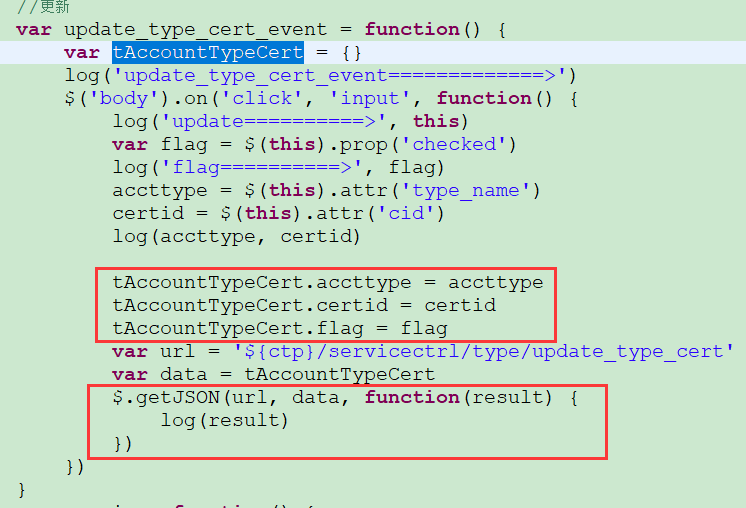 //更新
var update_type_cert_event = function() {
var tAccountTypeCert = {}
log('update_type_cert_event=============>')
$('body').on('click', 'input', function() {
log('update==========>', this)
var flag = $(this).prop('checked')
log('flag==========>', flag)
accttype = $(this).attr('type_name')
certid = $(this).attr('cid')
log(accttype, certid)
tAccountTypeCert.accttype = accttype
tAccountTypeCert.certid = certid
tAccountTypeCert.flag = flag
var url = '${ctp}/servicectrl/type/update_type_cert'
var data = tAccountTypeCert
$.getJSON(url, data, function(result) {
log(result)
})
})
}